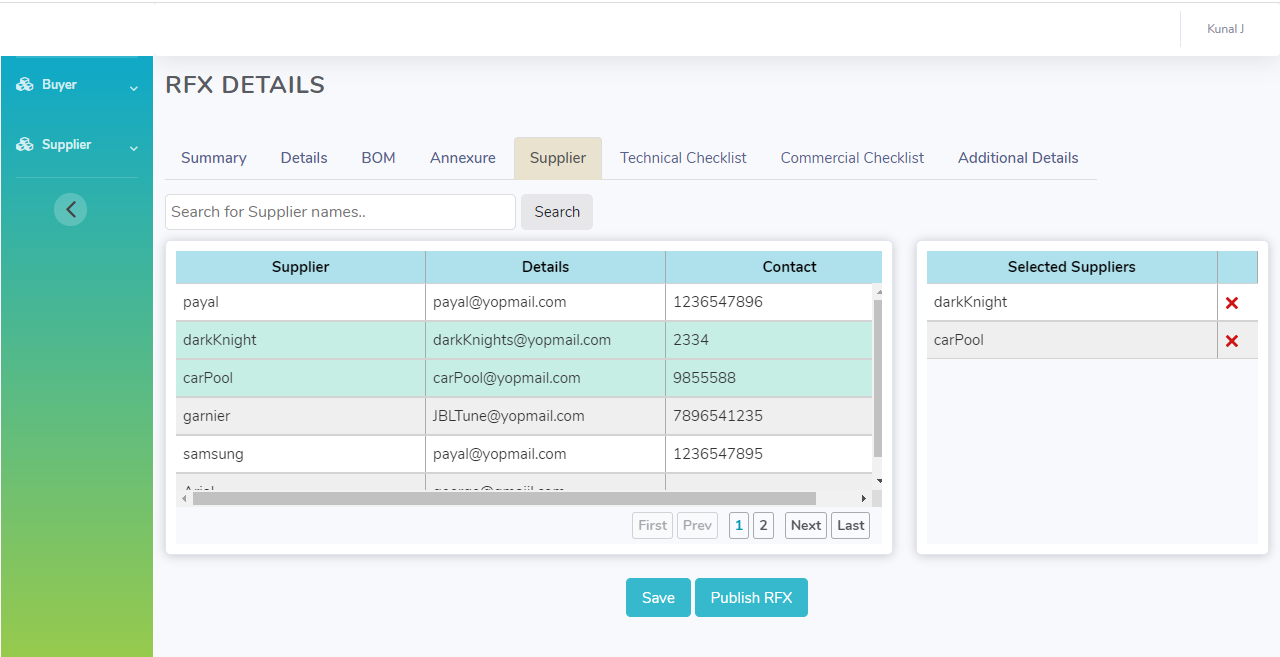 Kunal J
Buyer
Supplier
RFX DETAILS
Summary Details BOM Annexure Supplier Technical Checklist Commercial Checklist Additional Details
Search for Supplier names.. Search
Supplier Details Contact
payal payal@yopmail.com 1236547896
darkKnight darkKnights@yopmail.com 2334
carPool carPool@yopmail.com 9855588
garnier JBLTune@yopmail.com 7896541235
samsung payal@yopmail.com 1236547895
First Prev 1 2 Next Last
Selected Suppliers
darkKnight
carPool
Save Publish RFX